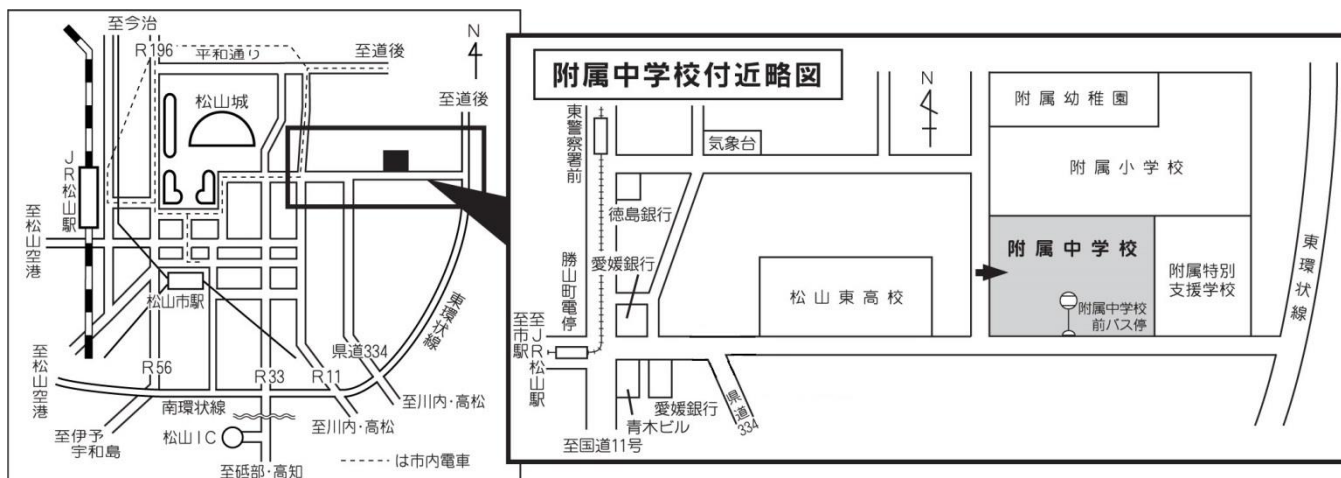 至今治
R196
平和通り
至道後
N
松山城
至道後
JR松山駅
至松山空港
松山市駅
東環状線
至松山空港
R56
R33
R11
県道334
南環状線
至川内・高松
至川内・高松
至伊予
宇和島
松山IC
至砥部・高知
は市内電車
附属中学校付近略図
N
東警察署前
気象台
徳島銀行
愛媛銀行
勝山町電停
松山東高校
附属幼稚園
附属小学校
附属中学校
附属特別
支援学校
附属中学校
前バス停
東環状線
至市駅
至JR松山駅
愛媛銀行
青木ビル
県道
334
至国道11号